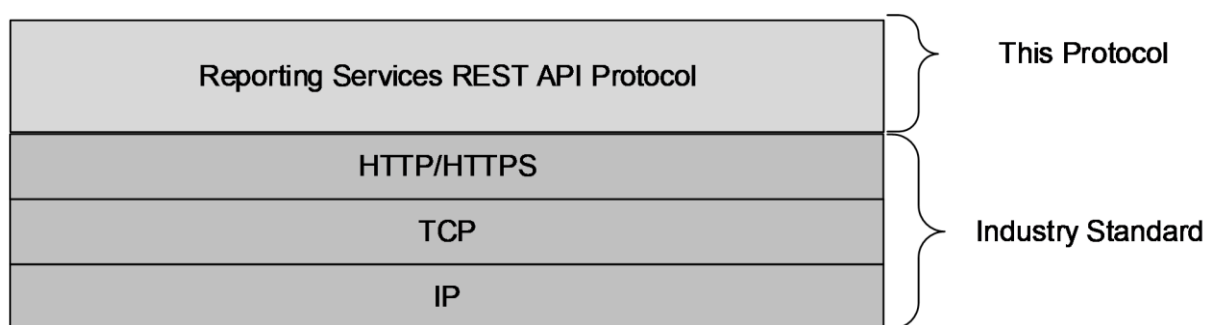 Reporting Services REST API Protocol
This Protocol
HTTP/HTTPS
TCP
Industry Standard
IP